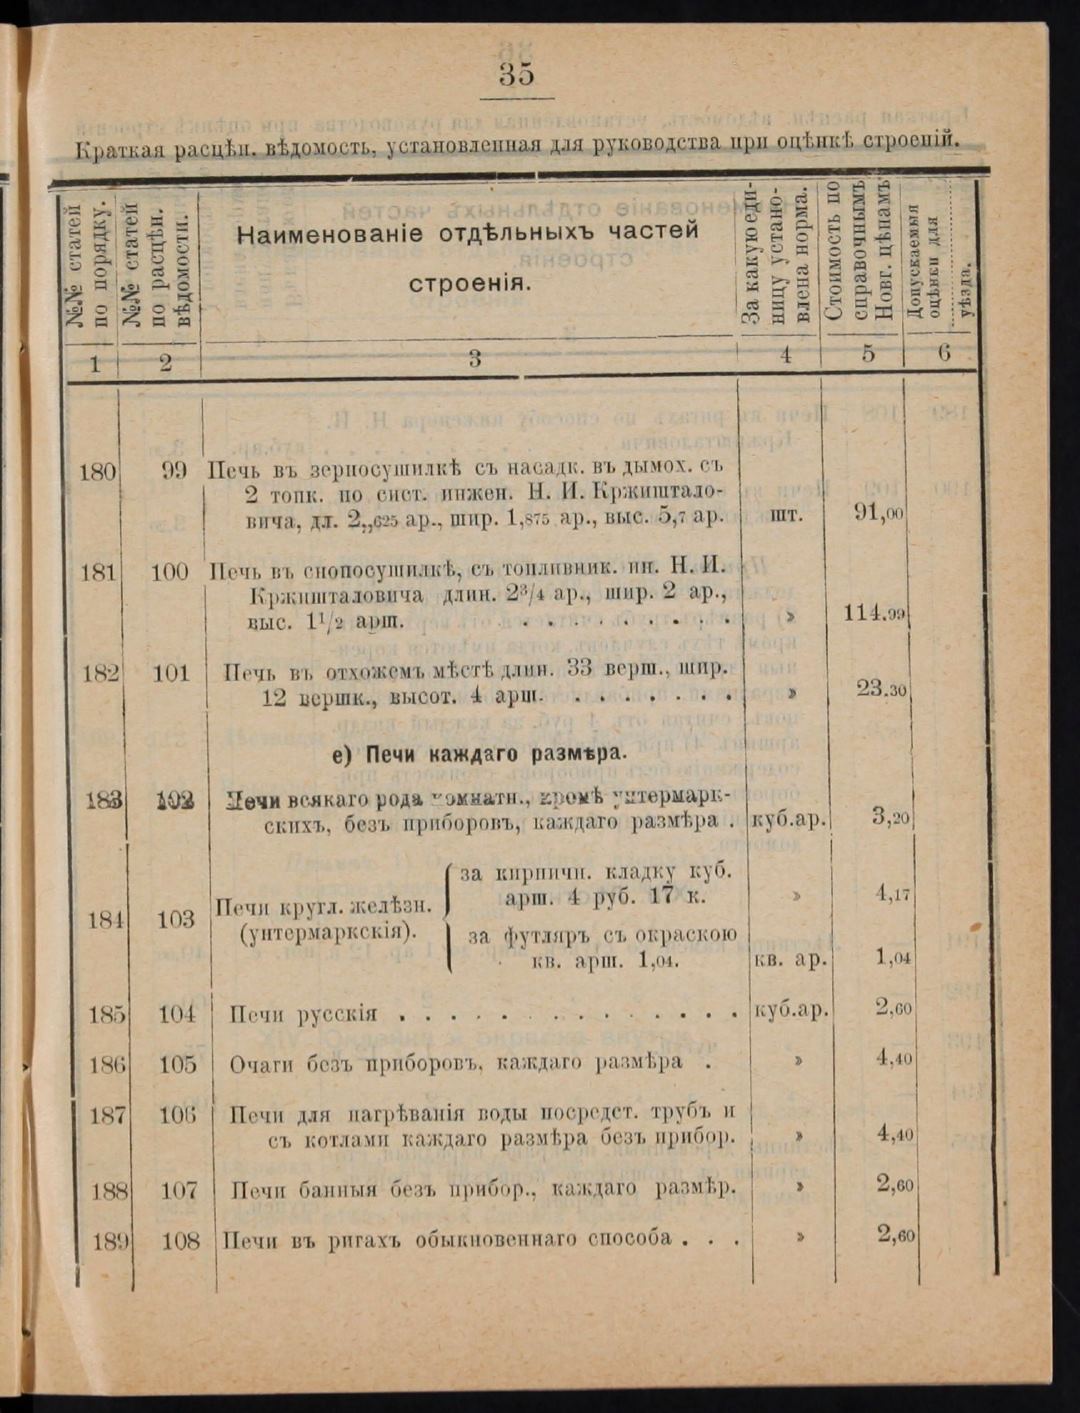 35
Краткая расцѣн. вѣдомость, установленная для руководства при оцѣнкѣ строеній.
№№ статей по порядку.
№№ статей по расцѣн. вѣдомости.
Наименованіе отдѣльныхъ частей
строенія.
За какую еди-
ницу устано-
влена норма.
Стоимость по
справочнымъ
Новг. цѣнамъ
Допускаемыя
оцѣнки для
уѣзда.
1 2 3 4 5 6
180 99 Печь въ зерносушилкѣ съ насадк. въ дымох. съ
2 топк. по сист. инжен. Н. И. Кржиштало-
вича, дл. 2,,625 ар., шир. 1,875 ар., выс. 5,7 ар. шт. 91,00
181 100 Печь въ снопосушилкѣ, съ топливник. ин. Н. И.
Кржишталовича длин. 2³/4 ар., шир. 2 ар.,
выс. 1¹/2 арш. . . . . . . . . . » 114.99
182 101 Печь въ отхожемъ мѣстѣ длин. 33 верш., шир.
12 вершк., высот. 4 арш. . . . . . . . » 23.30
е) Печи каждаго размѣра.
183 102 Печи всякаго рода комнатн., кромѣ унтермарк-
скихъ, безъ приборовъ, каждаго размѣра . куб.ар. 3,20
за кирпичн. кладку куб.
арш. 4 руб. 17 к. » 4,17
184 103 Печи кругл. желѣзн.
(унтермаркскія).
за футляръ съ окраскою
кв. арш. 1,04. кв. ар. 1,04
185 104 Печи русскія . . . . . . . . . . . . . . куб.ар. 2,60
186 105 Очаги безъ приборовъ, каждаго размѣра . » 4,40
187 106 Печи для нагрѣванія воды посредст. трубъ и
съ котлами каждаго размѣра безъ прибор. » 4,40
188 107 Печи банныя безъ прибор., каждаго размѣр. » 2,60
189 108 Печи въ ригахъ обыкновеннаго способа . . . » 2,60